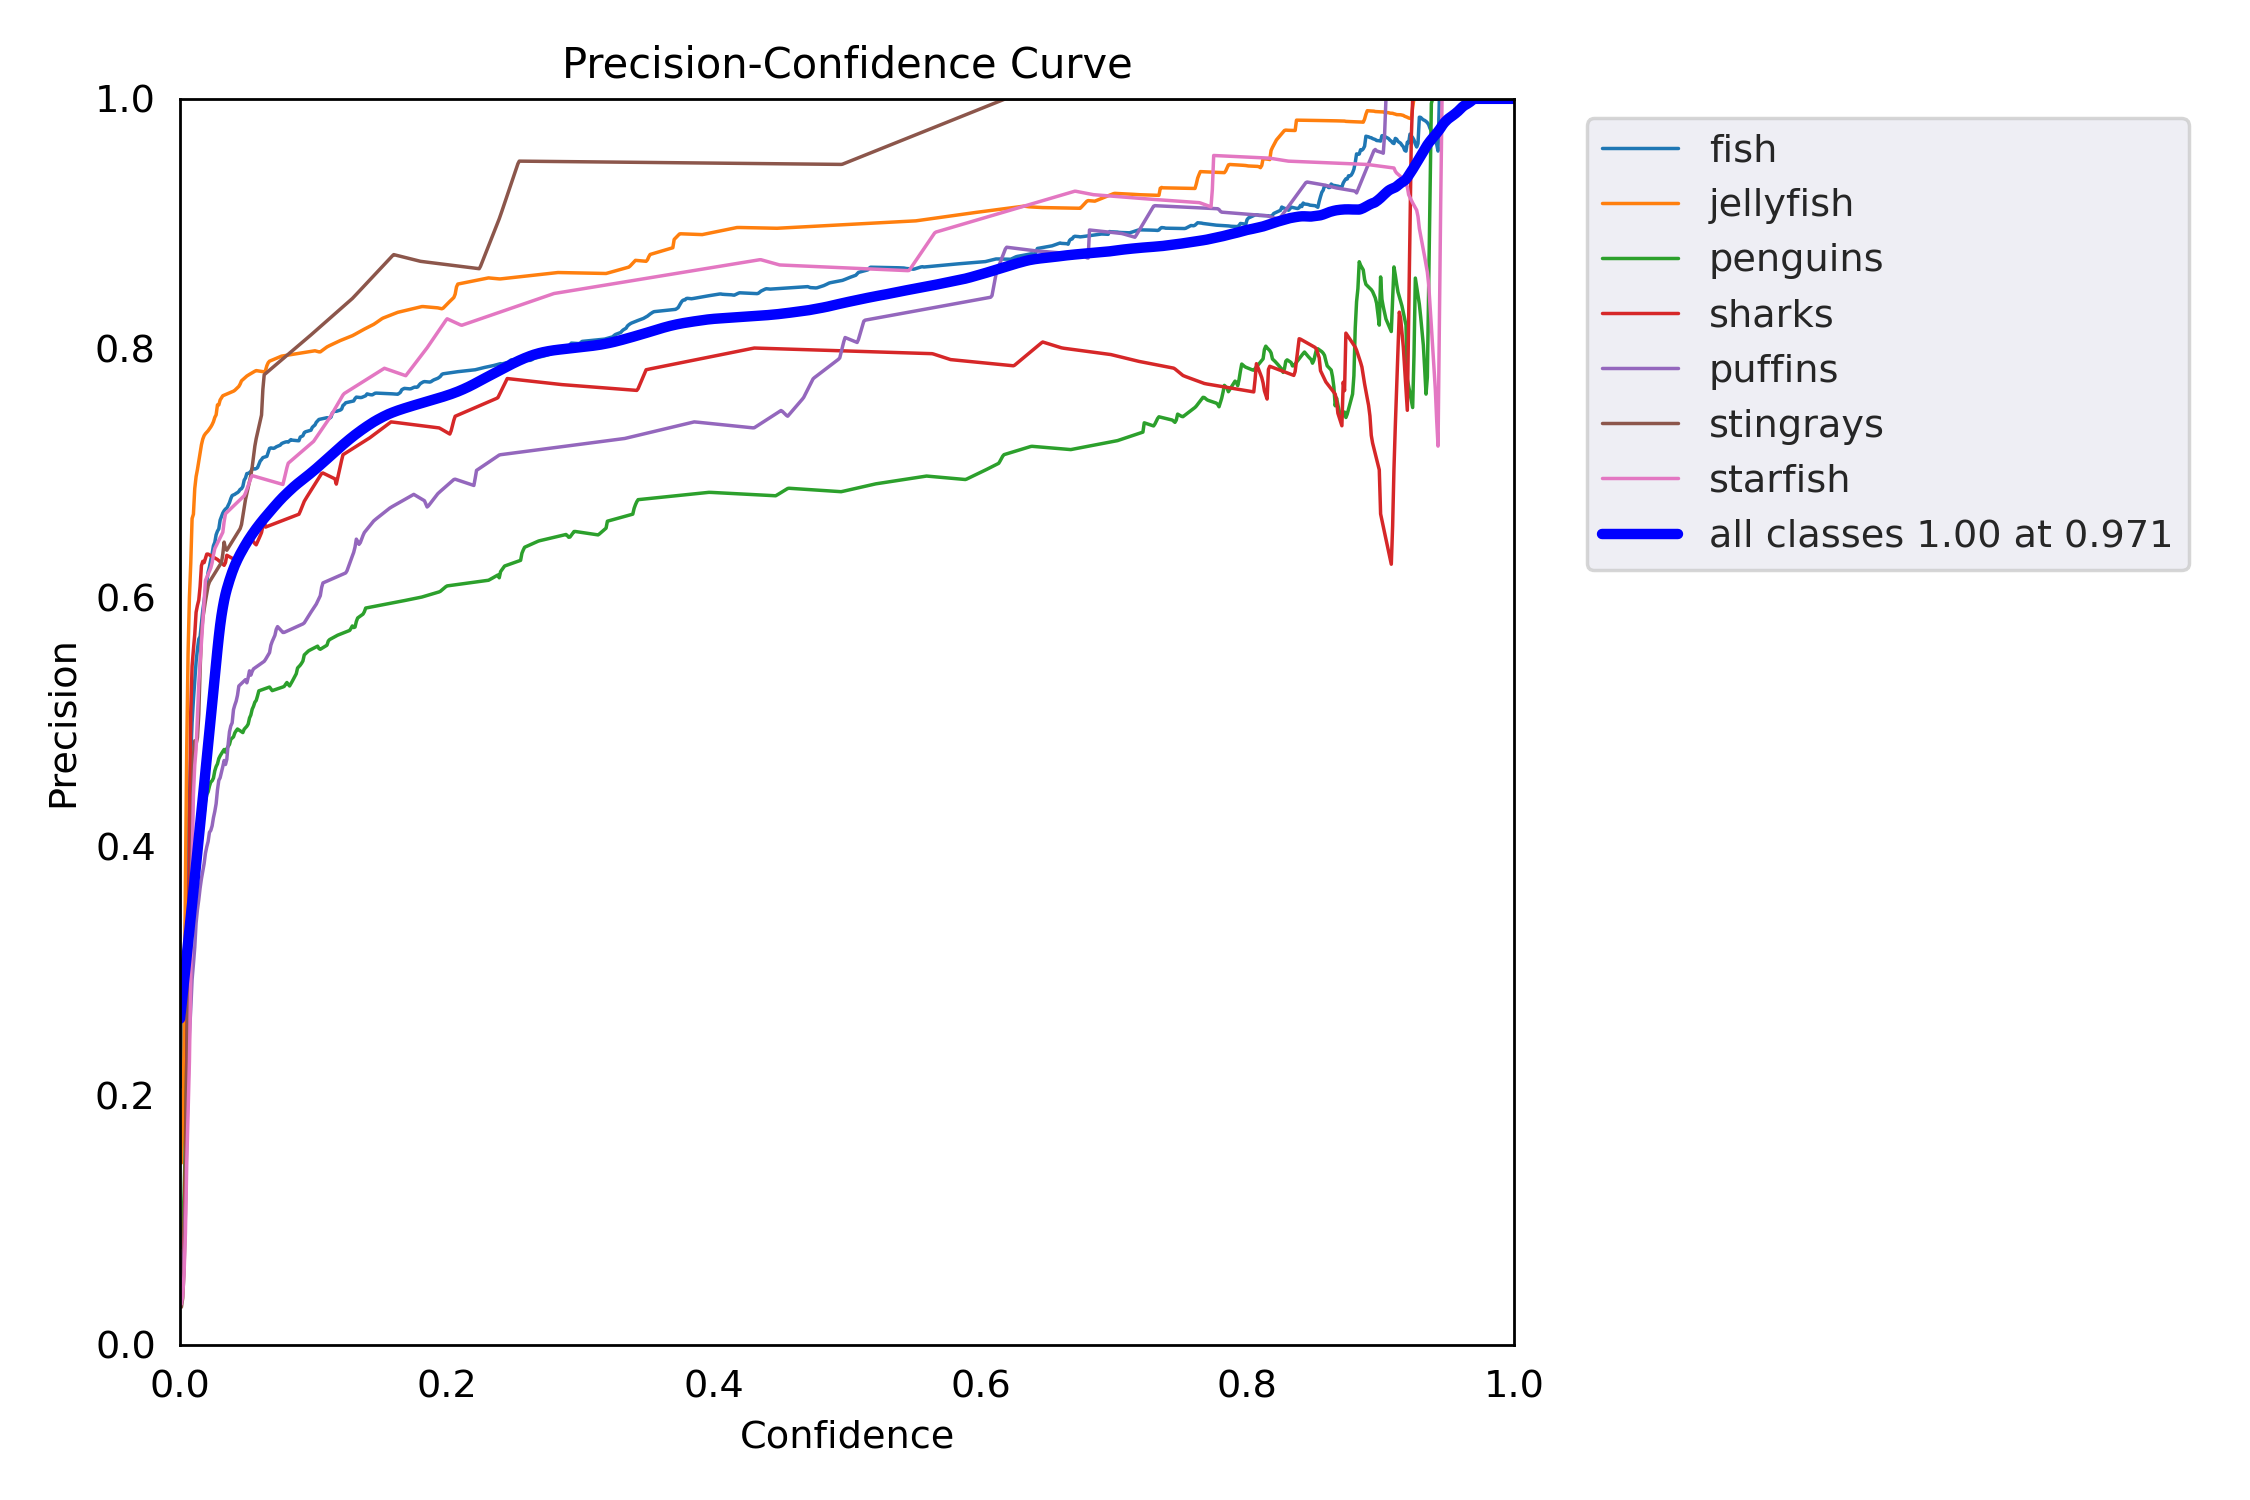 Precision-Confidence Curve
1.0
0.8
0.6
0.4
0.2
0.0
Precision
0.0 0.2 0.4 0.6 0.8 1.0
Confidence
fish
jellyfish
penguins
sharks
puffins
stingrays
starfish
all classes 1.00 at 0.971